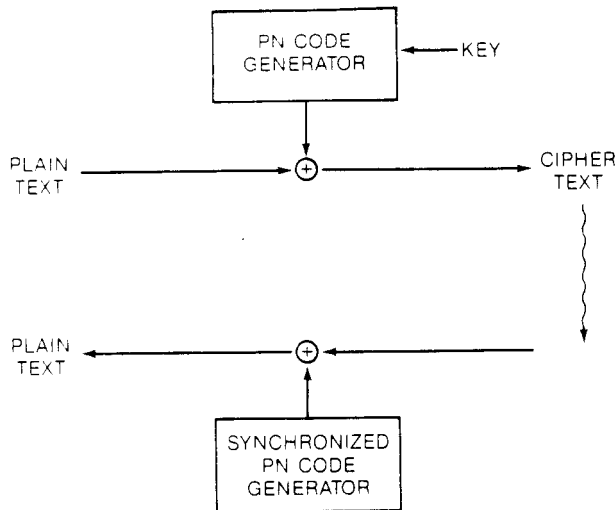 PN CODE
GENERATOR
KEY
PLAIN
TEXT
+
CIPHER
TEXT
PLAIN
TEXT
+
SYNCHRONIZED
PN CODE
GENERATOR